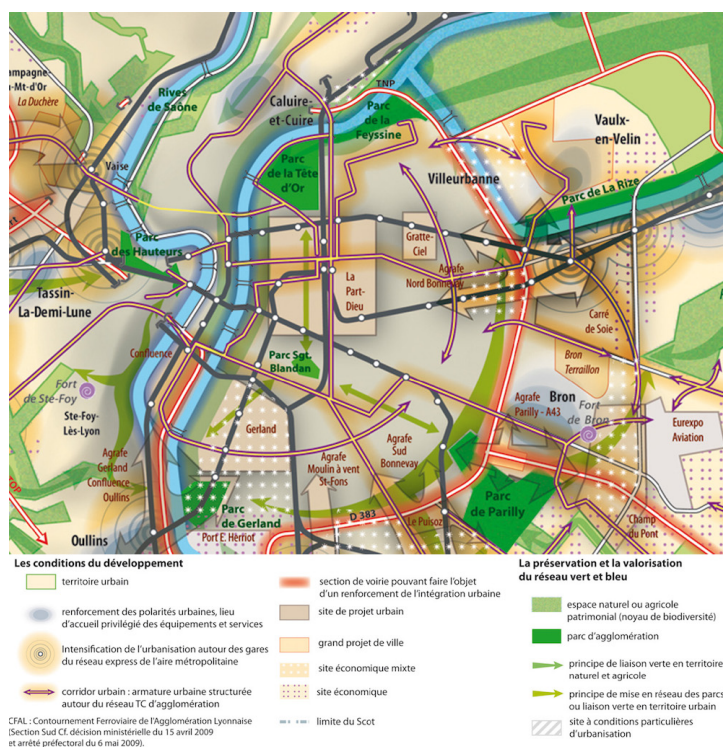 ampagne-
-Mt-d'Or
La Duchère
Rives
de Saône
Caluire-
et-Cuire
TNP
Parc
de la
Feyssine
Vaulx-
en-Velin
Vaise
Parc
de la Tête
d'Or
Villeurbanne
Parc de La Rize
Parc
des Hauteurs
Gratte-
Ciel
Agrafe
Nord Bonnevay
La
Part-
Dieu
Tassin-
La-Demi-Lune
Carré
de Soie
Confluence
Parc Sgt.
Blandan
Bron
Terraillon
Fort
de Ste-Foy
Ste-Foy-
Lès-Lyon
Agrafe
Parilly - A43
Bron
Fort
de Bron
Eurexpo
Aviation
Gerland
Agrafe
Gerland
Confluence
Oullins
Agrafe
Moulin à vent
St-Fons
Agrafe
Sud
Bonnevay
TOP
Parc
de Gerland
Port E. Hèrriot
D 383
Le Puisoz
Parc
de Parilly
Champ
du Pont
Oullins
Les conditions du développement
territoire urbain
renforcement des polarités urbaines, lieu
d'accueil privilégié des équipements et services
Intensification de l'urbanisation autour des gares
du réseau express de l'aire métropolitaine
corridor urbain : armature urbaine structurée
autour du réseau TC d'agglomération
CFAL : Contournement Ferroviaire de l'Agglomération Lyonnaise
(Section Sud Cf. décision ministérielle du 15 avril 2009
et arrêté préfectoral du 6 mai 2009).
section de voirie pouvant faire l'objet
d'un renforcement de l'intégration urbaine
site de projet urbain
grand projet de ville
site économique mixte
site économique
limite du Scot
La préservation et la valorisation
du réseau vert et bleu
espace naturel ou agricole
patrimonial (noyau de biodiversité)
parc d'agglomération
principe de liaison verte en territoire
naturel et agricole
principe de mise en réseau des parcs
ou liaison verte en territoire urbain
site à conditions particulières
d'urbanisation